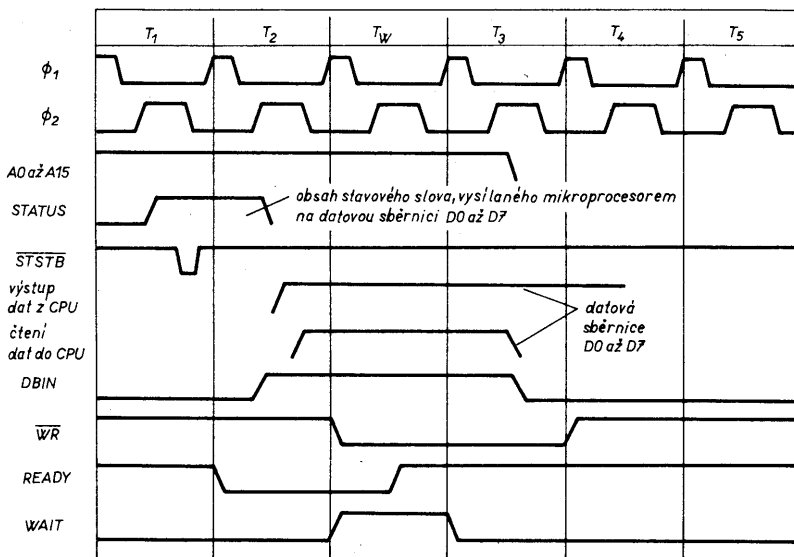 T1 T2 TW T3 T4 T5
ϕ1
ϕ2
A0 až A15
STATUS
obsah stavového slova, vysílaného mikroprocesorem
na datovou sběrnici D0 až D7
STSTB
výstup
dat z CPU
datová
sběrnice
D0 až D7
čtení
dat do CPU
DBIN
WR
READY
WAIT